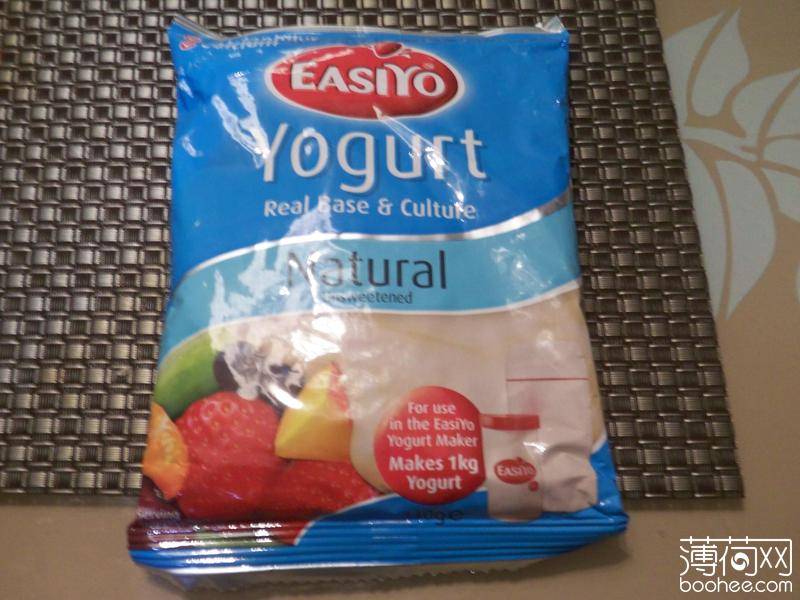 EASIYO
Yogurt
Real Base & Culture
Natural
Unsweetened
For use
in the EasiYo
Yogurt Maker
Makes 1kg
Yogurt
EASIYO
薄荷网
boohee.com